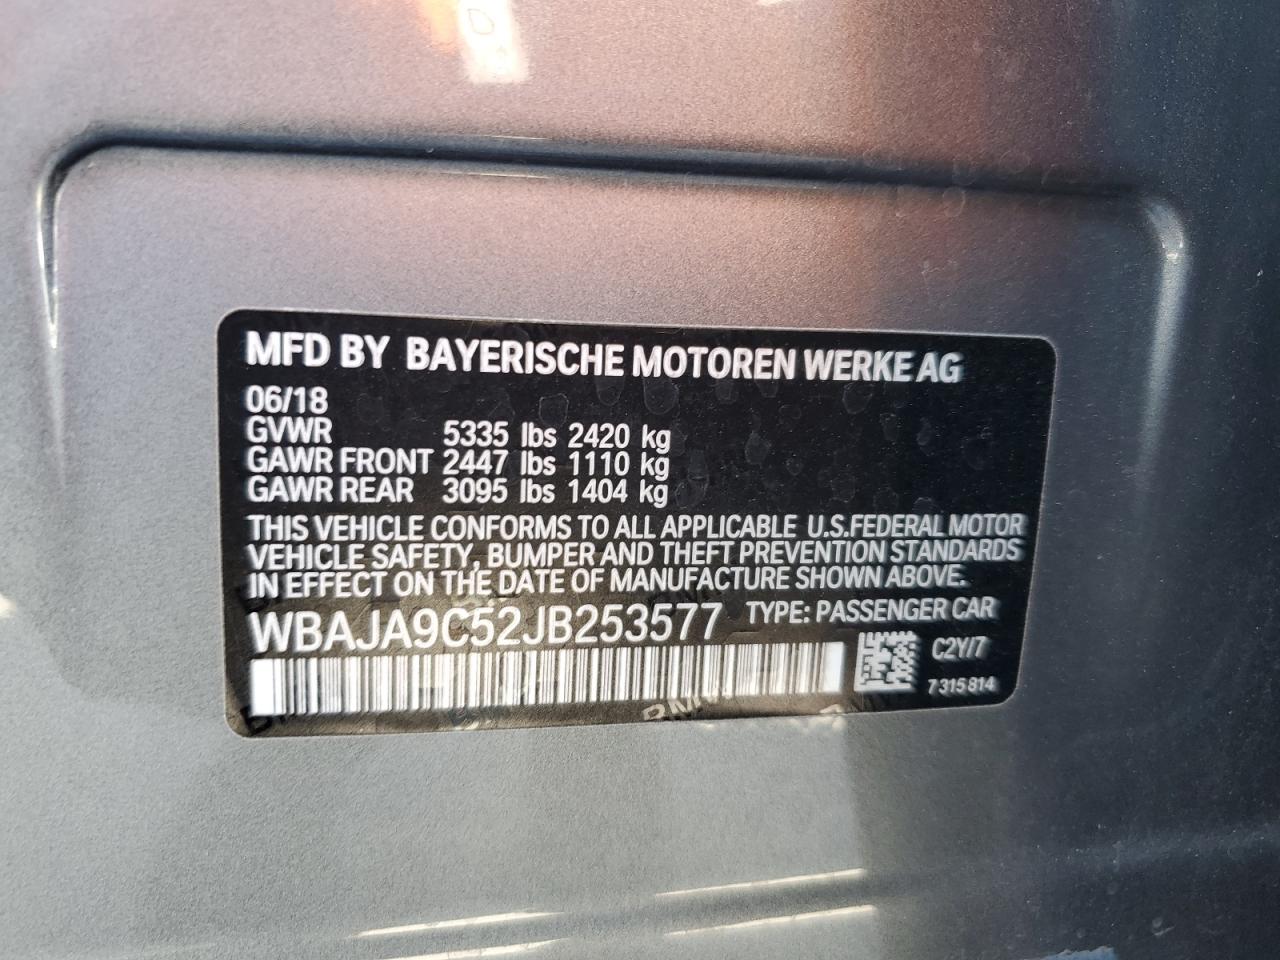 MFD BY BAYERISCHE MOTOREN WERKE AG
06/18
GVWR 5335 lbs 2420 kg
GAWR FRONT 2447 lbs 1110 kg
GAWR REAR 3095 lbs 1404 kg
THIS VEHICLE CONFORMS TO ALL APPLICABLE U.S.FEDERAL MOTOR
VEHICLE SAFETY, BUMPER AND THEFT PREVENTION STANDARDS
IN EFFECT ON THE DATE OF MANUFACTURE SHOWN ABOVE.
WBAJA9C52JB253577 TYPE: PASSENGER CAR
C2Y/7
7315814